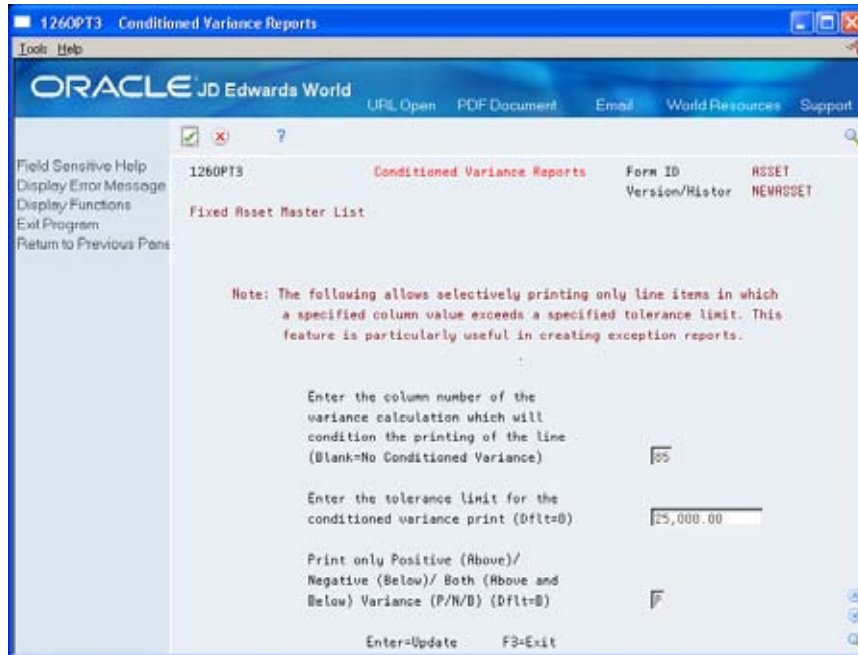 1260PT3 Conditioned Variance Reports
Tools Help
ORACLE JD Edwards World
URL Open PDF Document Email World Resources Support
?
Field Sensitive Help
Display Error Message
Display Functions
Exit Program
Return to Previous Pane
1260PT3 Conditioned Variance Reports Form ID ASSET
Version/Histor NEWASSET
Fixed Asset Master List
Note: The following allows selectively printing only line items in which
a specified column value exceeds a specified tolerance limit. This
feature is particularly useful in creating exception reports.
Enter the column number of the
variance calculation which will
condition the printing of the line
(Blank=No Conditioned Variance) 05
Enter the tolerance limit for the
conditioned variance print (Dflt=0) 25,000.00
Print only Positive (Above)/
Negative (Below)/ Both (Above and
Below) Variance (P/N/B) (Dflt=B) P
Enter=Update F3=Exit